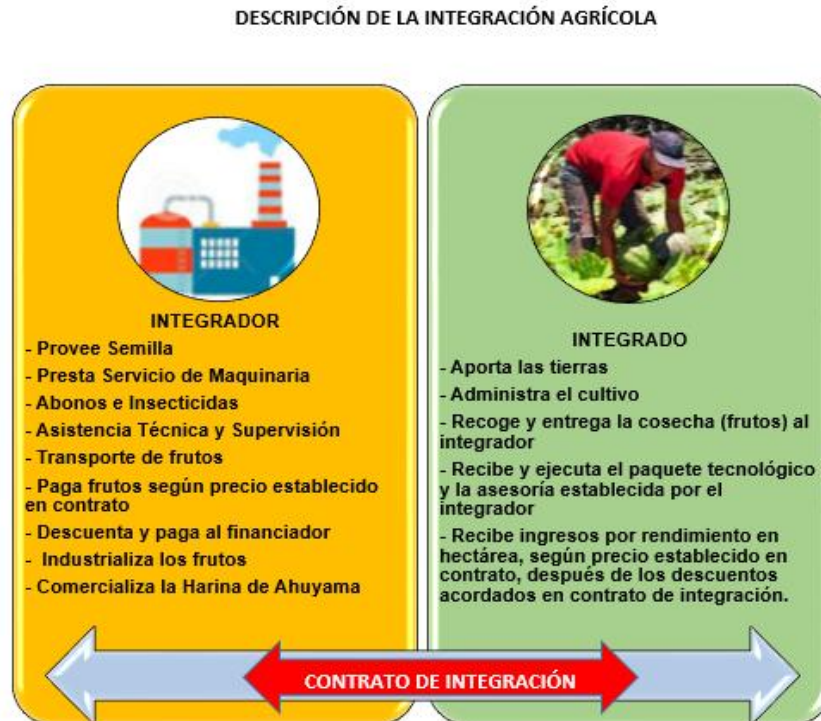 DESCRIPCIÓN DE LA INTEGRACIÓN AGRÍCOLA
INTEGRADOR
- Provee Semilla
- Presta Servicio de Maquinaria
- Abonos e Insecticidas
- Asistencia Técnica y Supervisión
- Transporte de frutos
- Paga frutos según precio establecido
en contrato
- Descuenta y paga al financiador
- Industrializa los frutos
- Comercializa la Harina de Ahuyama
INTEGRADO
- Aporta las tierras
- Administra el cultivo
- Recoge y entrega la cosecha (frutos) al
integrador
- Recibe y ejecuta el paquete tecnológico
y la asesoría establecida por el
integrador
- Recibe ingresos por rendimiento en
hectárea, según precio establecido en
contrato, después de los descuentos
acordados en contrato de integración.
CONTRATO DE INTEGRACIÓN